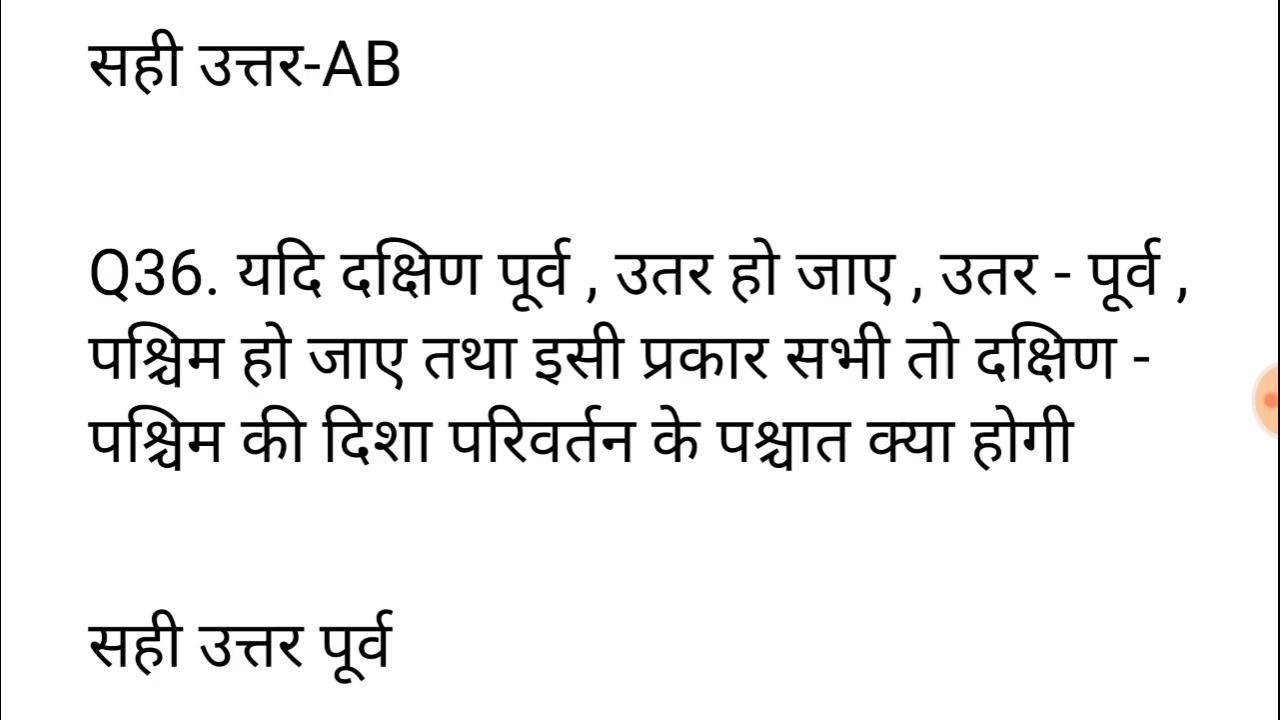 सही उत्तर-AB
Q36. यदि दक्षिण पूर्व , उतर हो जाए , उतर - पूर्व ,
पश्चिम हो जाए तथा इसी प्रकार सभी तो दक्षिण -
पश्चिम की दिशा परिवर्तन के पश्चात क्या होगी
सही उत्तर पूर्व